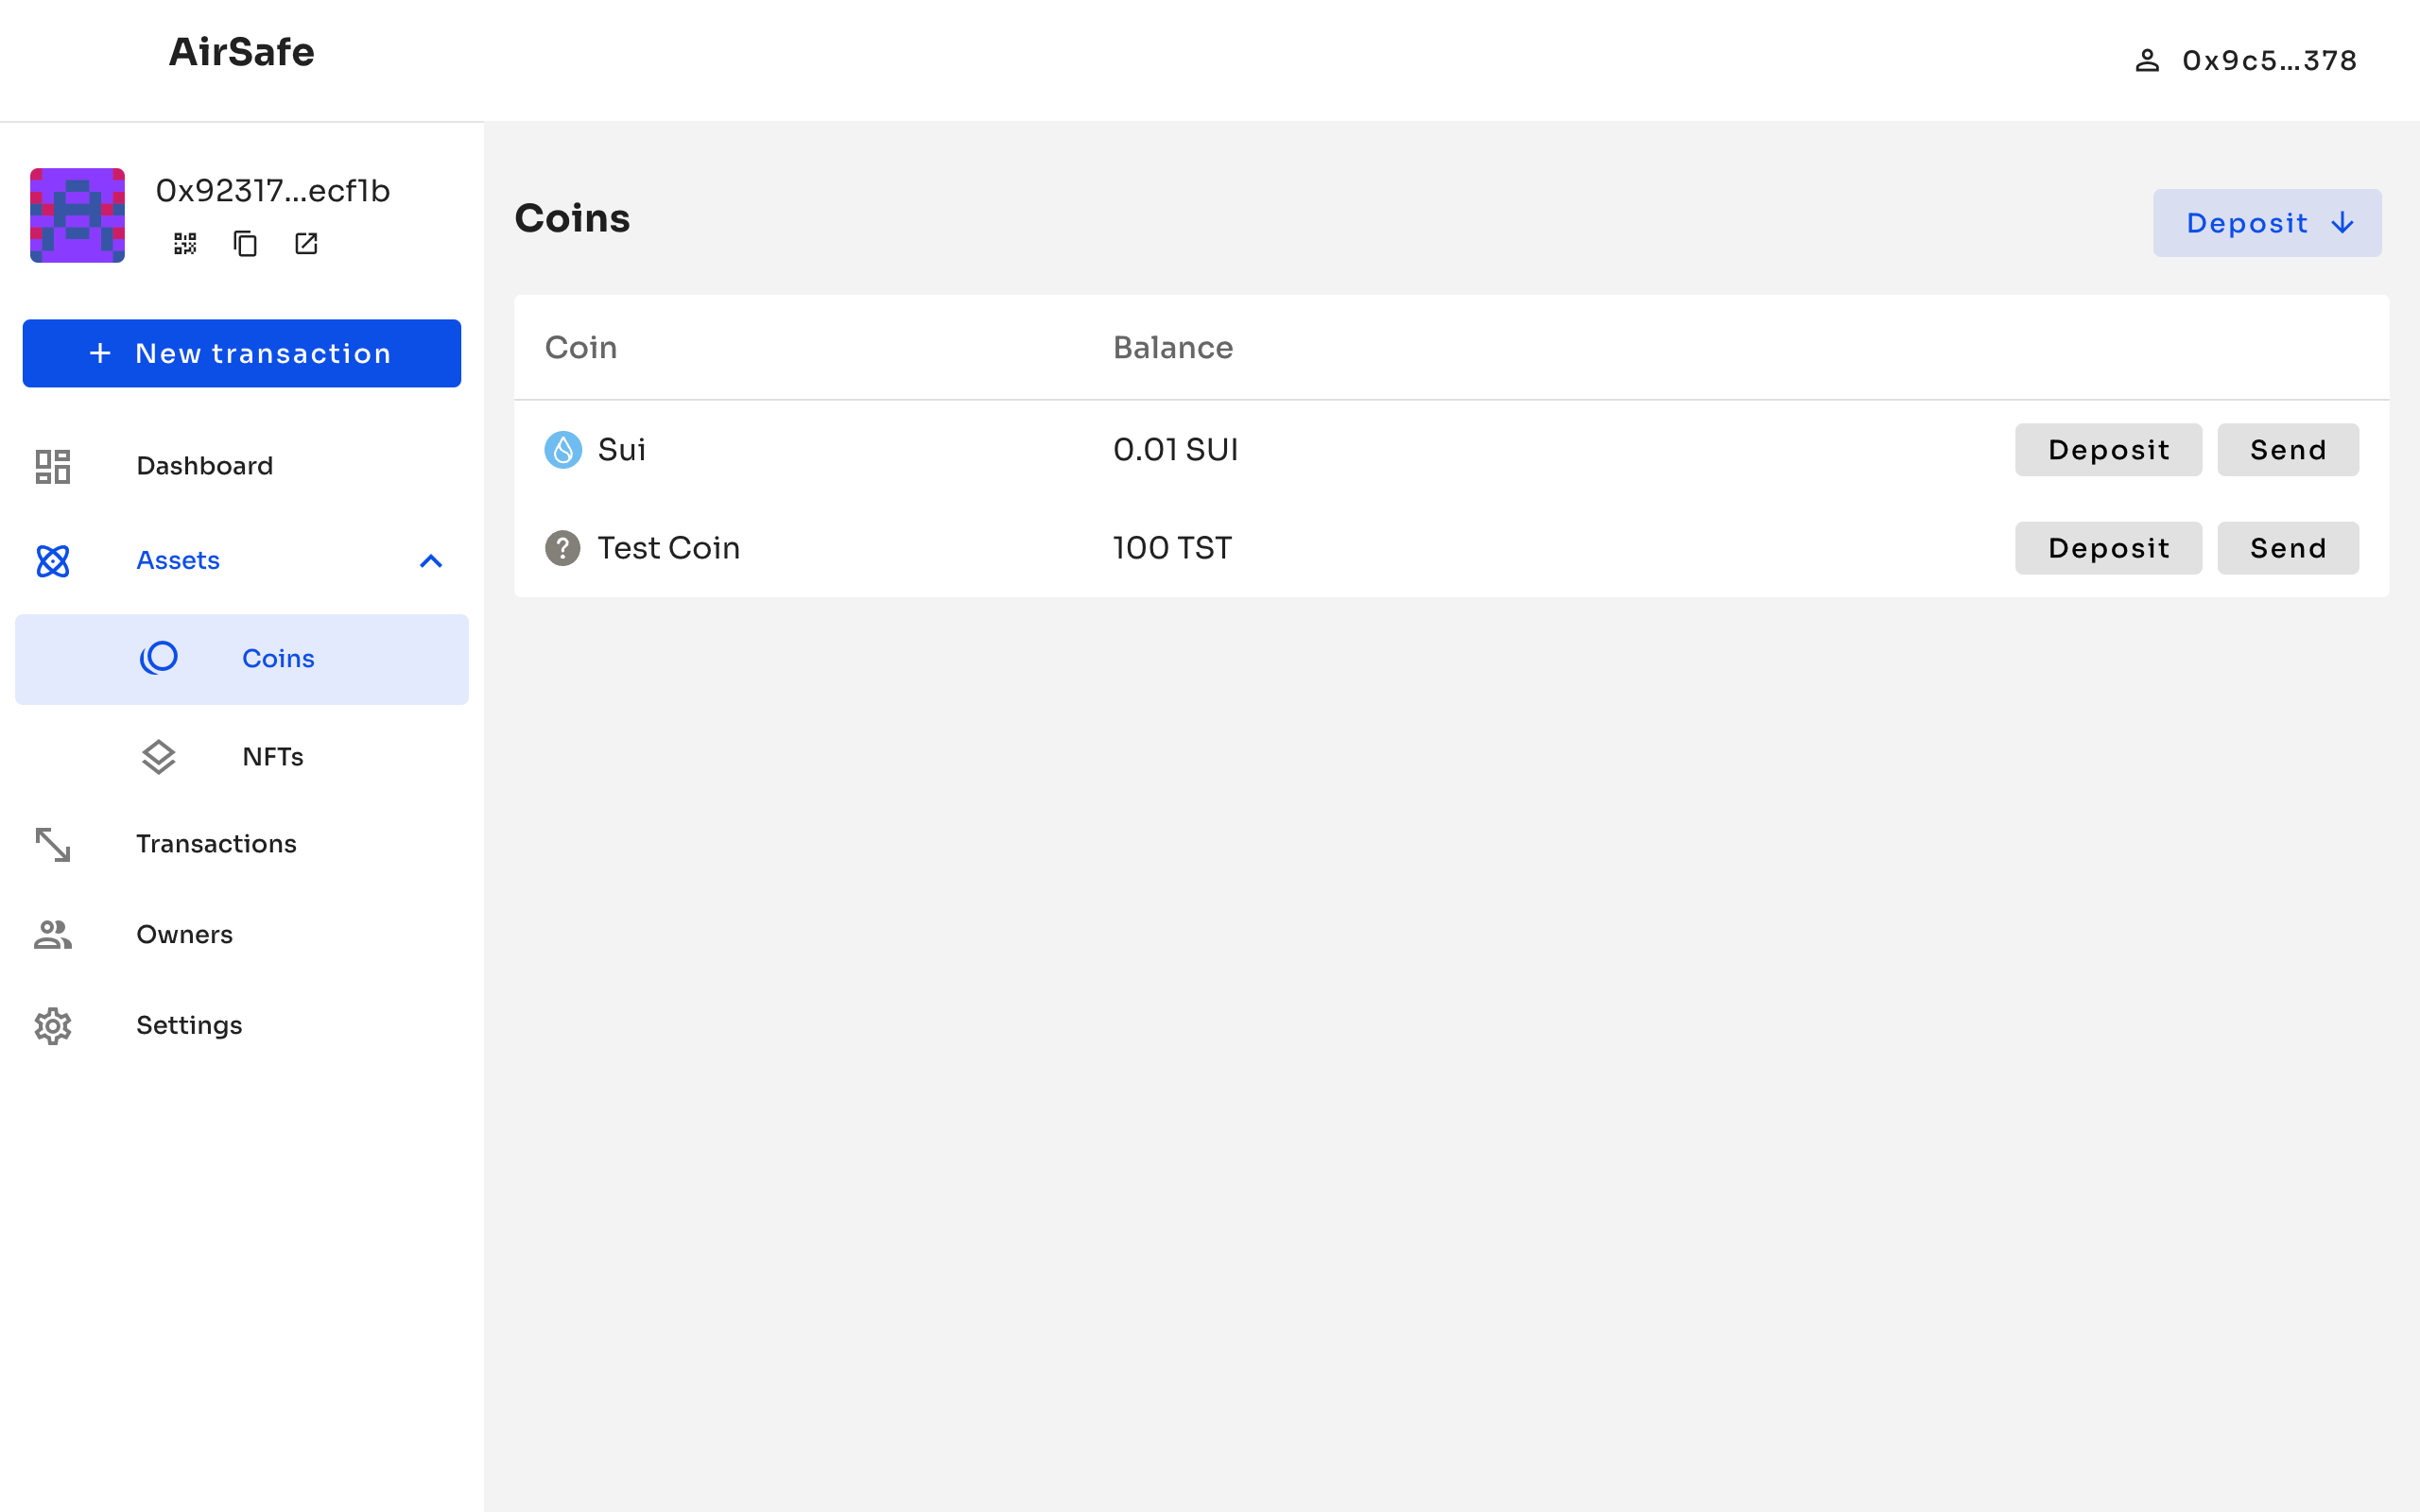 AirSafe
0x9c5...378
0x92317...ecf1b
New transaction
Dashboard
Assets
Coins
NFTs
Transactions
Owners
Settings
Coins
Deposit
Coin Balance
Sui 0.01 SUI Deposit Send
Test Coin 100 TST Deposit Send